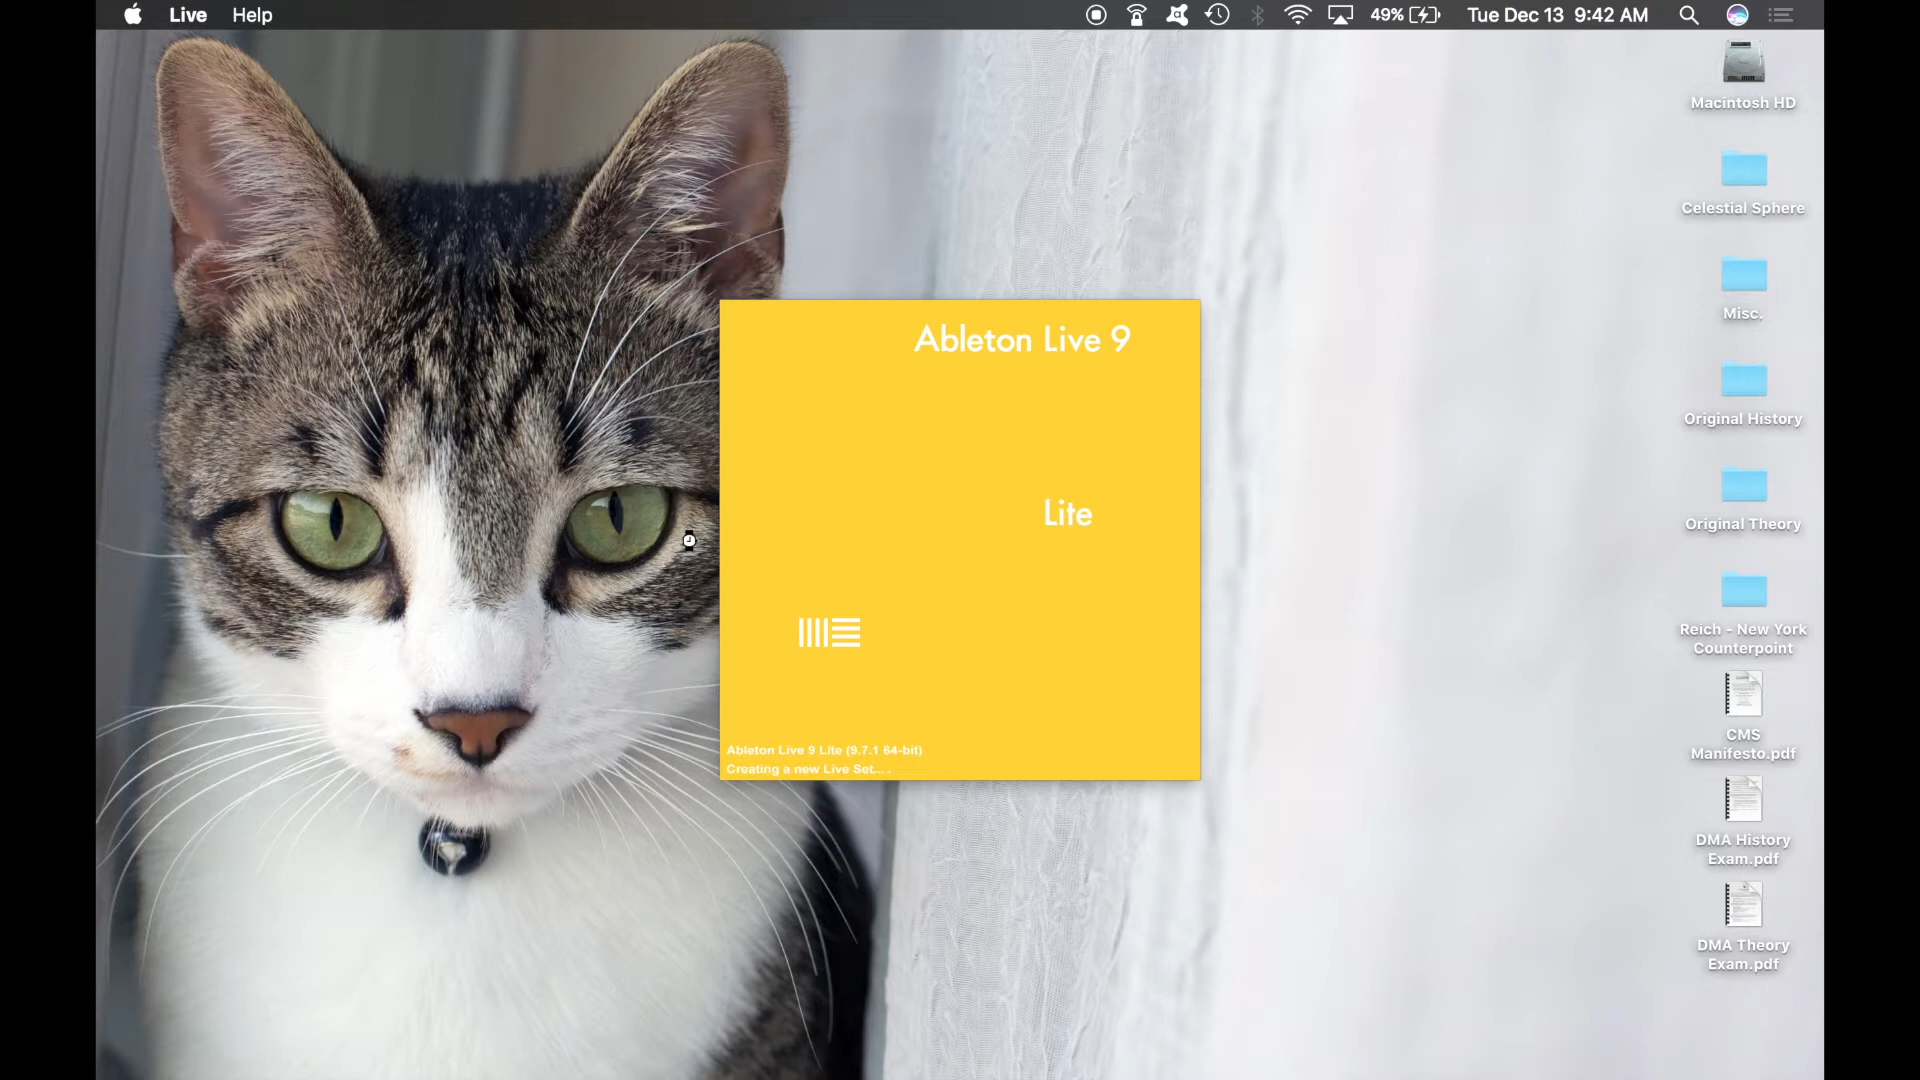 Live Help 49% Tue Dec 13 9:42 AM
Macintosh HD
Celestial Sphere
Misc.
Original History
Original Theory
Reich - New York
Counterpoint
CMS
Manifesto.pdf
DMA History
Exam.pdf
DMA Theory
Exam.pdf
Ableton Live 9
Lite
Ableton Live 9 Lite (9.7.1 64-bit)
Creating a new Live Set... .